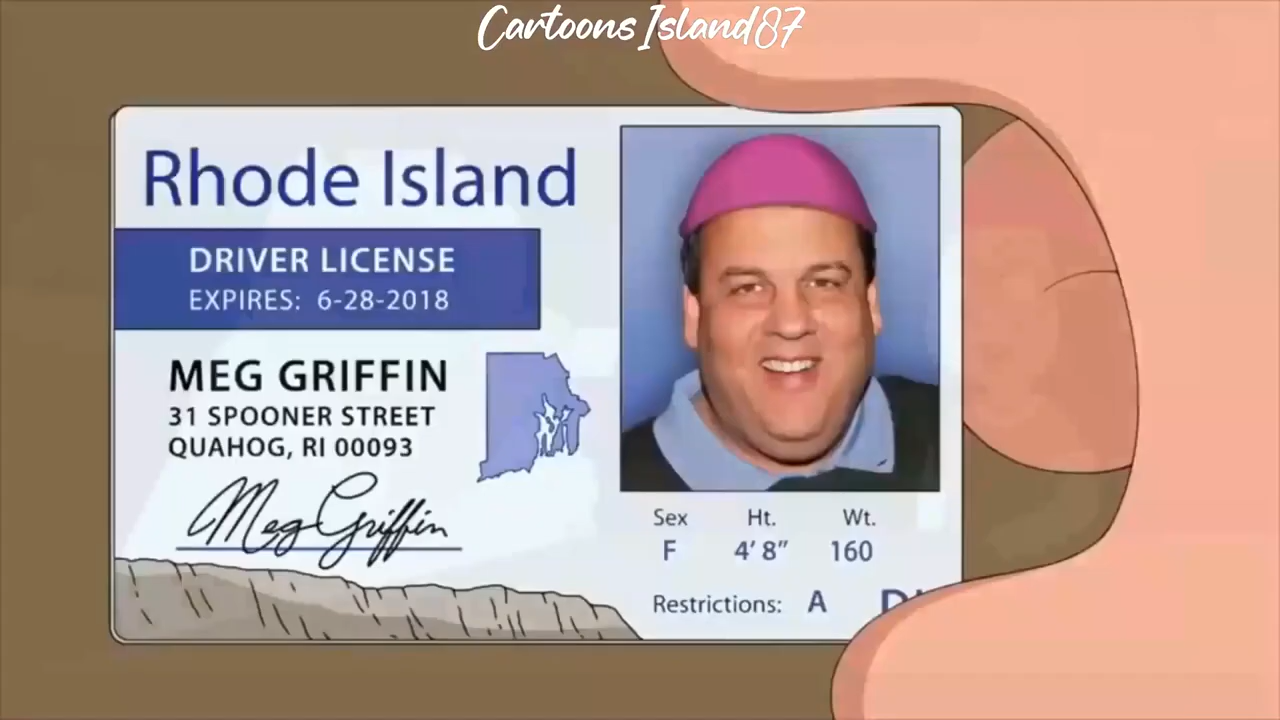 Cartoons Island87
Rhode Island
DRIVER LICENSE
EXPIRES: 6-28-2018
MEG GRIFFIN
31 SPOONER STREET
QUAHOG, RI 00093
Meg Griffin
Sex Ht. Wt.
F 4' 8" 160
Restrictions: A